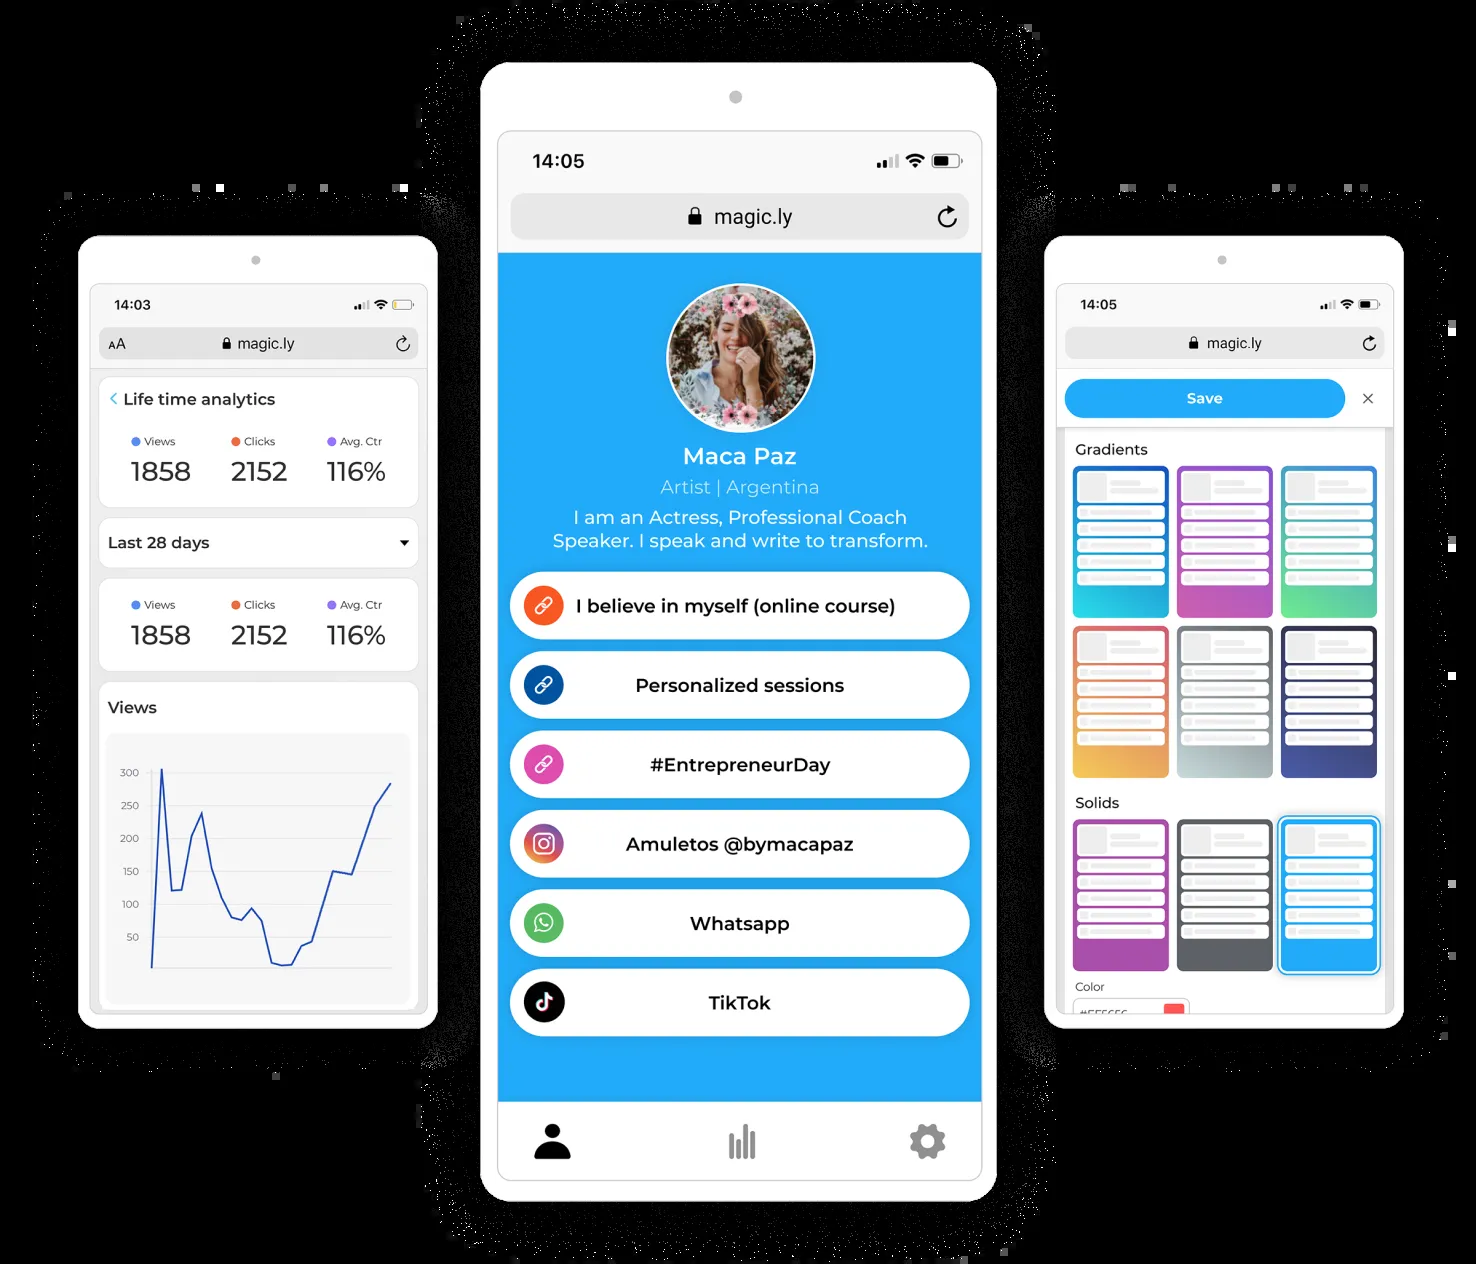 14:03
AA magic.ly
Life time analytics
Views Clicks Avg. Ctr
1858 2152 116%
Last 28 days
Views Clicks Avg. Ctr
1858 2152 116%
Views
300
250
200
150
100
50
14:05
magic.ly
Maca Paz
Artist | Argentina
I am an Actress, Professional Coach
Speaker. I speak and write to transform.
I believe in myself (online course)
Personalized sessions
#EntrepreneurDay
Amuletos @bymacapaz
Whatsapp
TikTok
14:05
magic.ly
Save
Gradients
Solids
Color